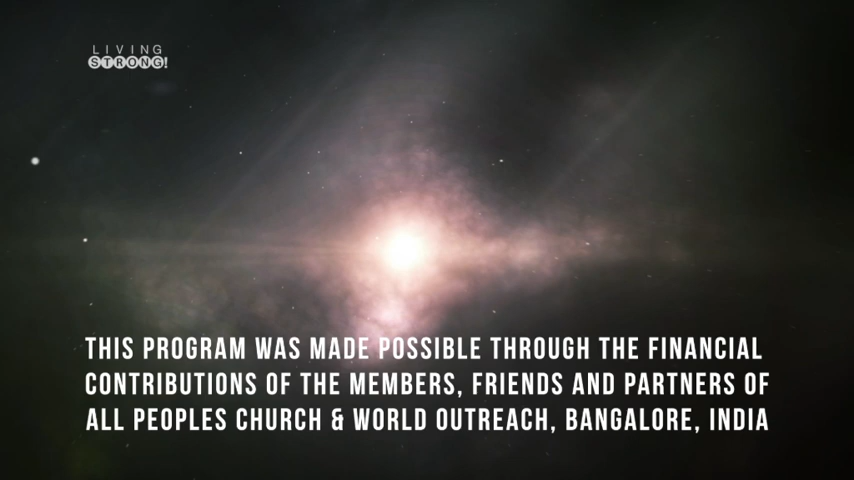 LIVING
STRONG!
THIS PROGRAM WAS MADE POSSIBLE THROUGH THE FINANCIAL
CONTRIBUTIONS OF THE MEMBERS, FRIENDS AND PARTNERS OF
ALL PEOPLES CHURCH & WORLD OUTREACH, BANGALORE, INDIA